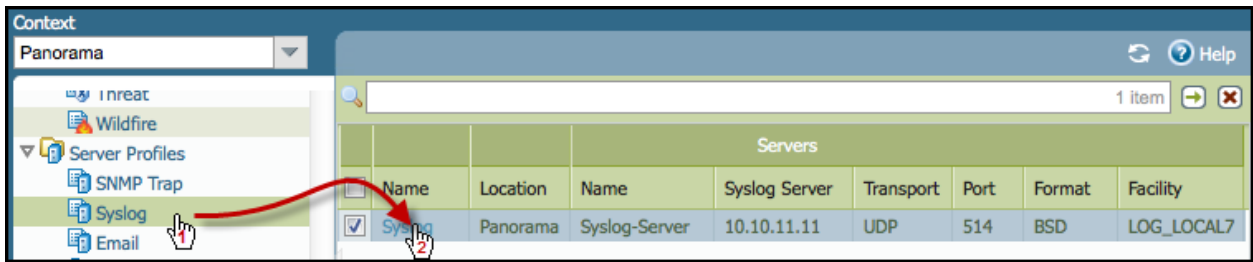 Context
Panorama
Help
Threat
1 item
Wildfire
Server Profiles
Servers
SNMP Trap
Name Location Name Syslog Server Transport Port Format Facility
Syslog
1
Syslog Panorama Syslog-Server 10.10.11.11 UDP 514 BSD LOG_LOCAL7
2
Email